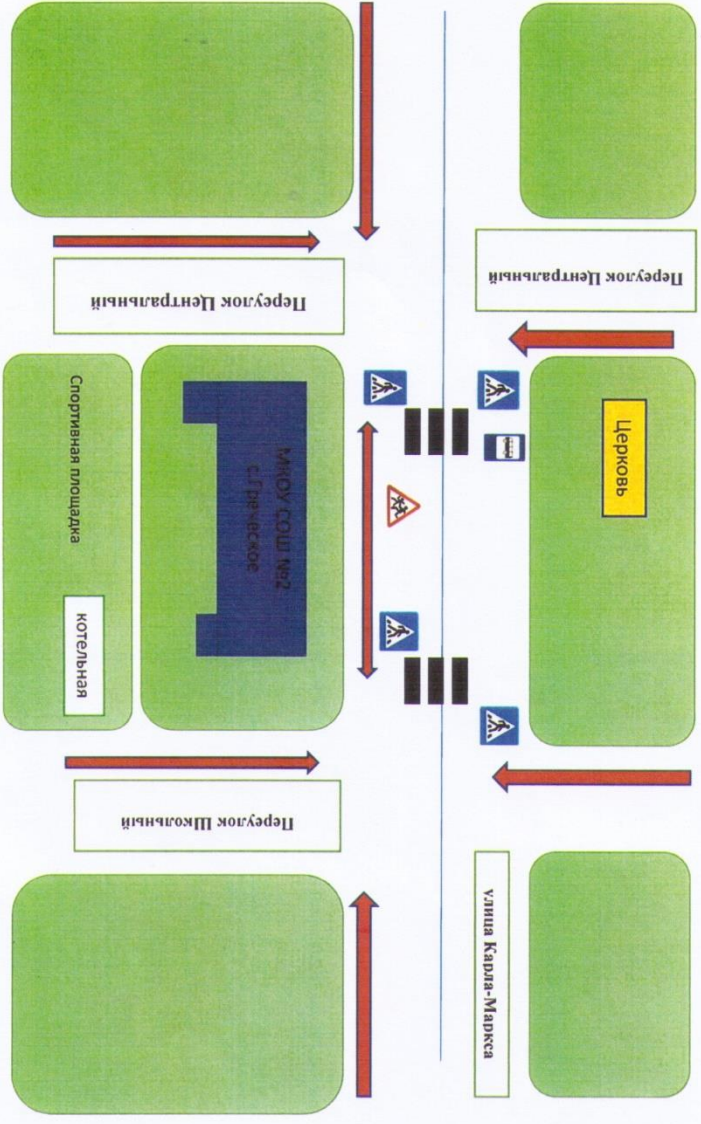 Переулок Центральный
Переулок Центральный
Церковь
МКОУ СОШ №2
с.Греческое
Спортивная площадка
котельная
Переулок Школьный
улица Карла-Маркса